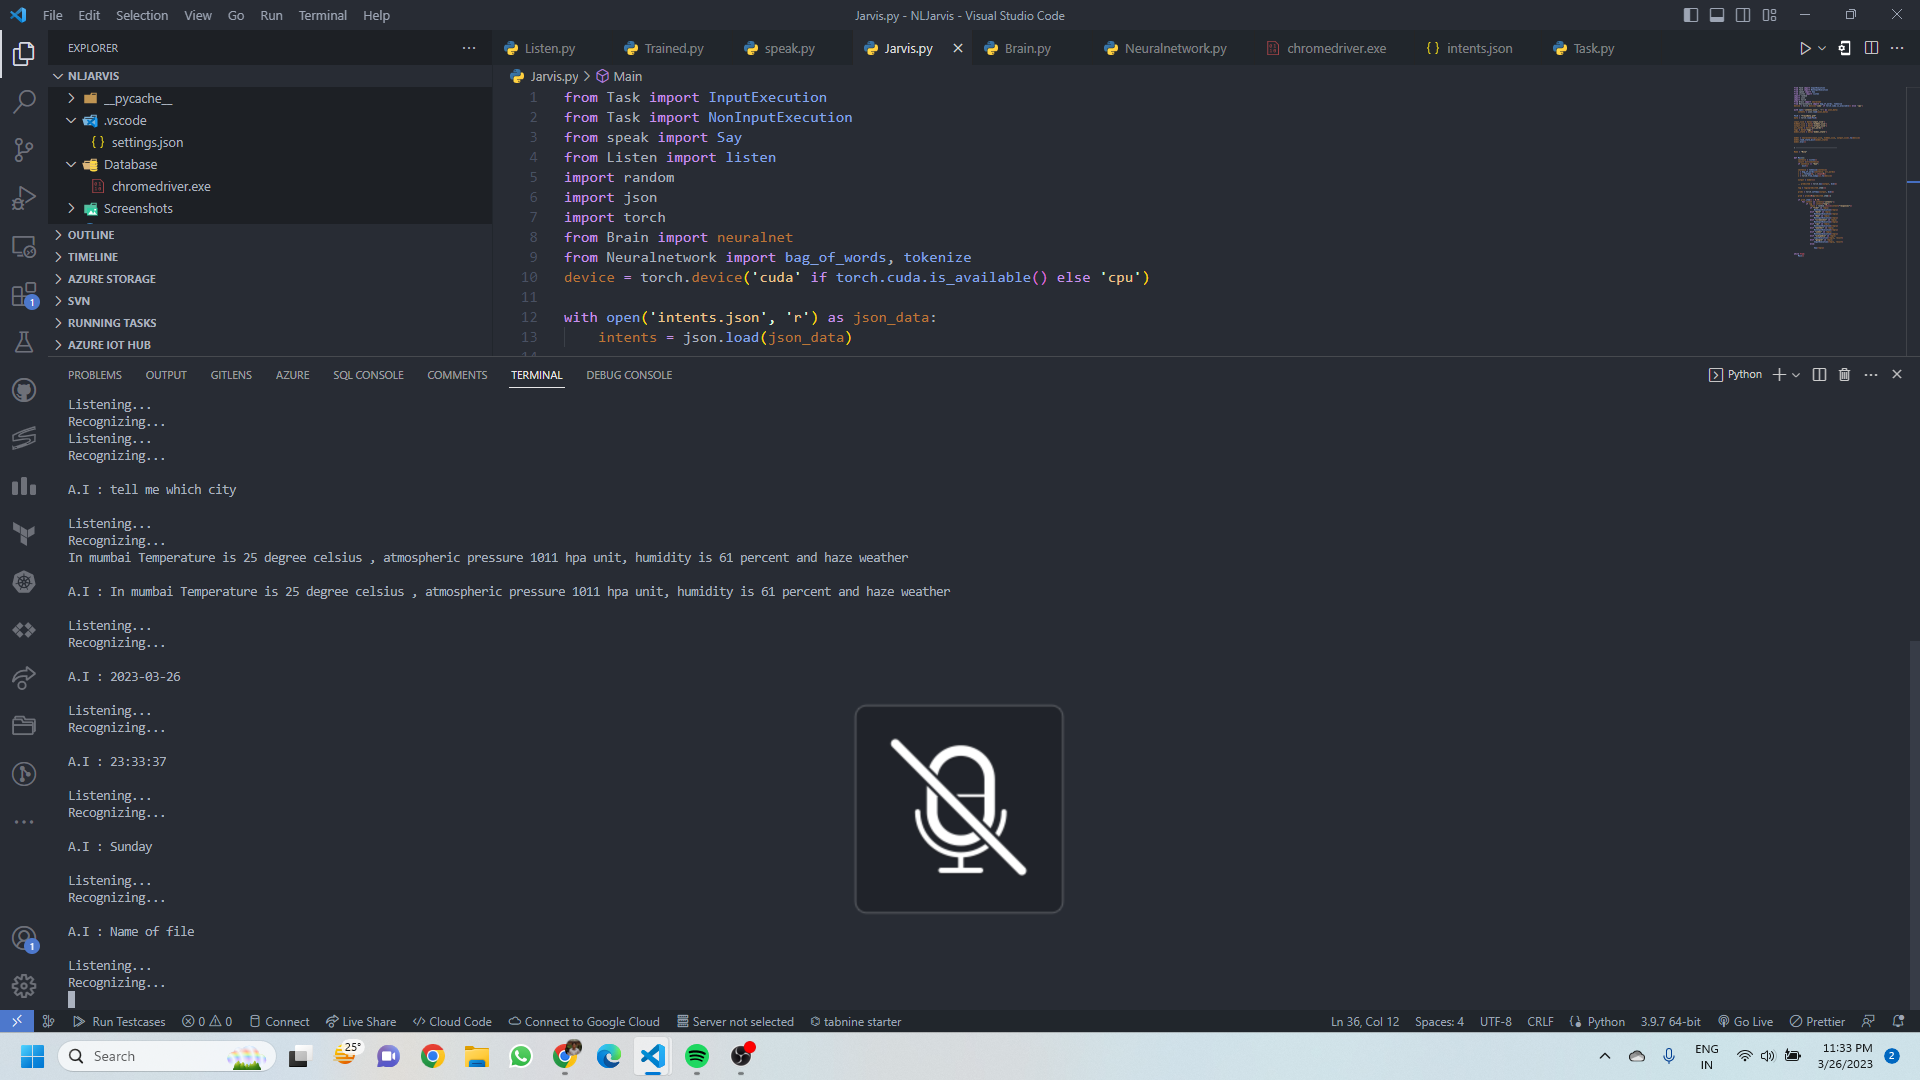 File Edit Selection View Go Run Terminal Help
Jarvis.py - NLJarvis - Visual Studio Code
EXPLORER
NLJARVIS
__pycache__
.vscode
{ } settings.json
Database
chromedriver.exe
Screenshots
OUTLINE
TIMELINE
AZURE STORAGE
SVN
RUNNING TASKS
AZURE IOT HUB
Listen.py Trained.py speak.py Jarvis.py Brain.py Neuralnetwork.py chromedriver.exe { } intents.json Task.py
Jarvis.py > Main
1 from Task import InputExecution
2 from Task import NonInputExecution
3 from speak import Say
4 from Listen import listen
5 import random
6 import json
7 import torch
8 from Brain import neuralnet
9 from Neuralnetwork import bag_of_words, tokenize
10 device = torch.device('cuda' if torch.cuda.is_available() else 'cpu')
11
12 with open('intents.json', 'r') as json_data:
13 intents = json.load(json_data)
PROBLEMS OUTPUT GITLENS AZURE SQL CONSOLE COMMENTS TERMINAL DEBUG CONSOLE
Python
Listening...
Recognizing...
Listening...
Recognizing...
A.I : tell me which city
Listening...
Recognizing...
In mumbai Temperature is 25 degree celsius , atmospheric pressure 1011 hpa unit, humidity is 61 percent and haze weather
A.I : In mumbai Temperature is 25 degree celsius , atmospheric pressure 1011 hpa unit, humidity is 61 percent and haze weather
Listening...
Recognizing...
A.I : 2023-03-26
Listening...
Recognizing...
A.I : 23:33:37
Listening...
Recognizing...
A.I : Sunday
Listening...
Recognizing...
A.I : Name of file
Listening...
Recognizing...
1
1
Run Testcases 0 0 Connect Live Share Cloud Code Connect to Google Cloud Server not selected tabnine starter
Ln 36, Col 12 Spaces: 4 UTF-8 CRLF Python 3.9.7 64-bit Go Live Prettier
Search
25°
ENG
IN
11:33 PM
3/26/2023
2